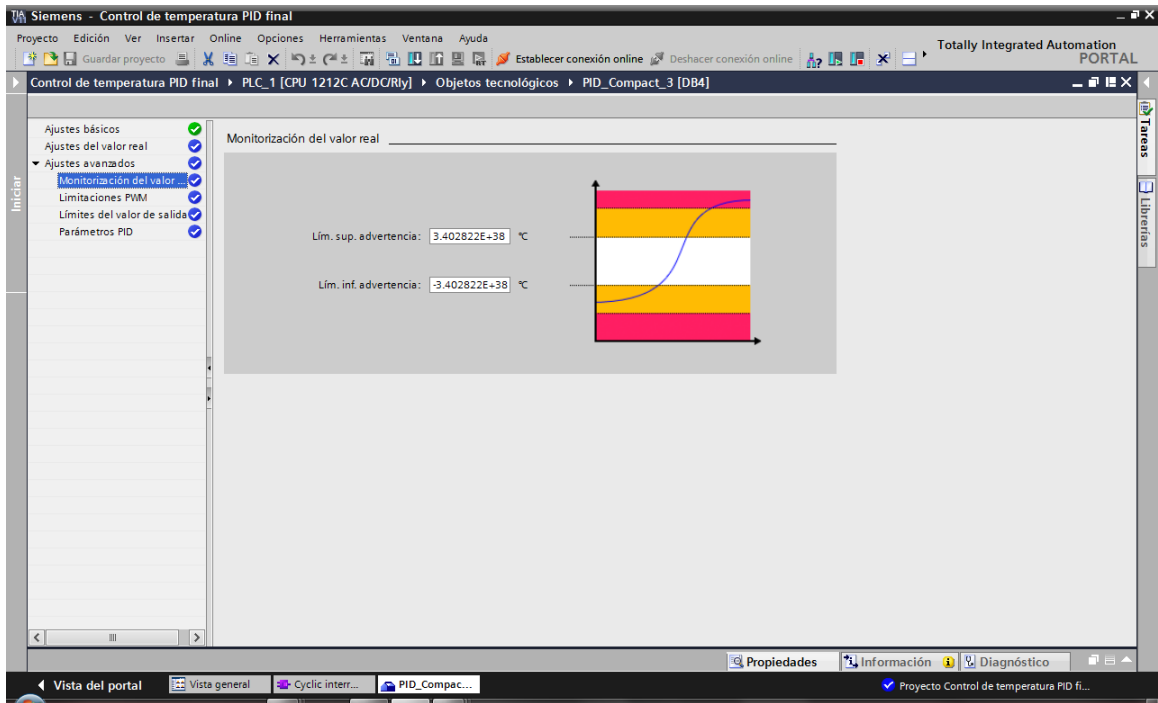 Siemens - Control de temperatura PID final
Proyecto Edición Ver Insertar Online Opciones Herramientas Ventana Ayuda
Totally Integrated Automation
PORTAL
Guardar proyecto Establecer conexión online Deshacer conexión online
Control de temperatura PID final PLC_1 [CPU 1212C AC/DC/Rly] Objetos tecnológicos PID_Compact_3 [DB4]
Iniciar
Ajustes básicos
Ajustes del valor real
Ajustes avanzados
Monitorización del valor ...
Limitaciones PWM
Límites del valor de salida
Parámetros PID
Monitorización del valor real
Lím. sup. advertencia: 3.402822E+38 °C
Lím. inf. advertencia: -3.402822E+38 °C
Tareas
Librerías
Propiedades Información Diagnóstico
Vista del portal Vista general Cyclic interr... PID_Compac... Proyecto Control de temperatura PID fi...